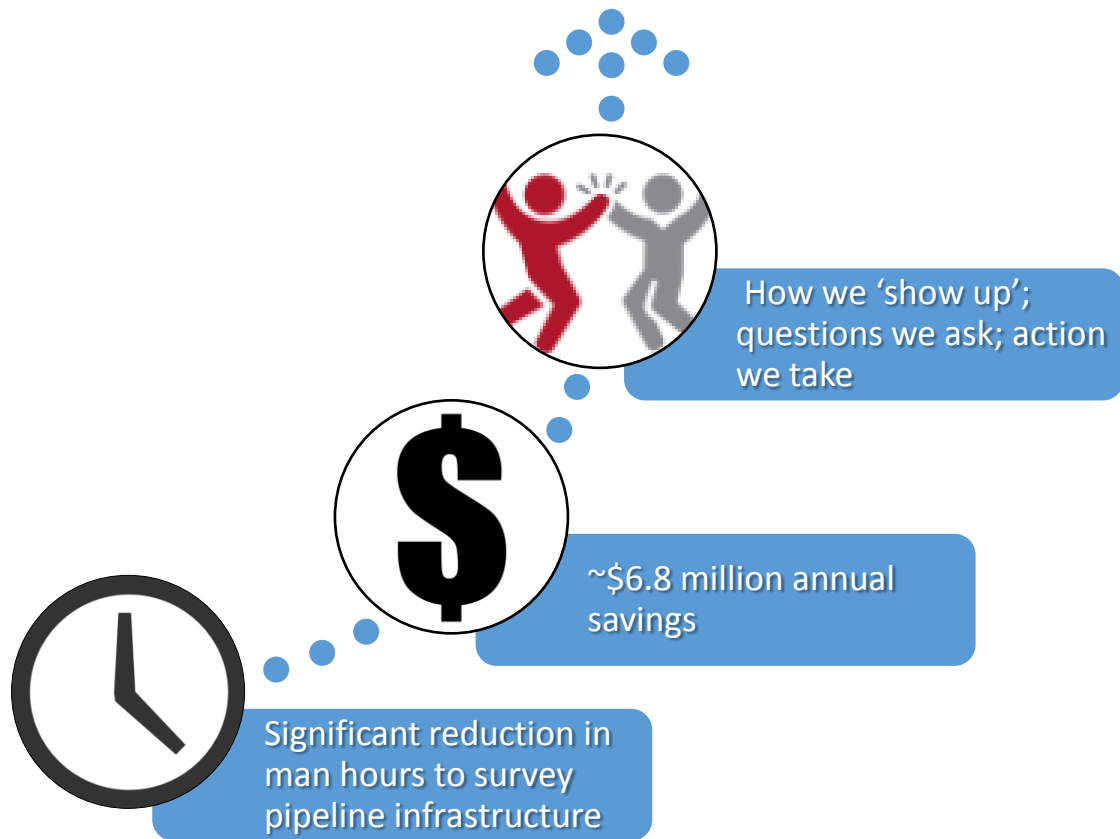 How we ‘show up’;
questions we ask; action
we take
~$6.8 million annual
savings
Significant reduction in
man hours to survey
pipeline infrastructure